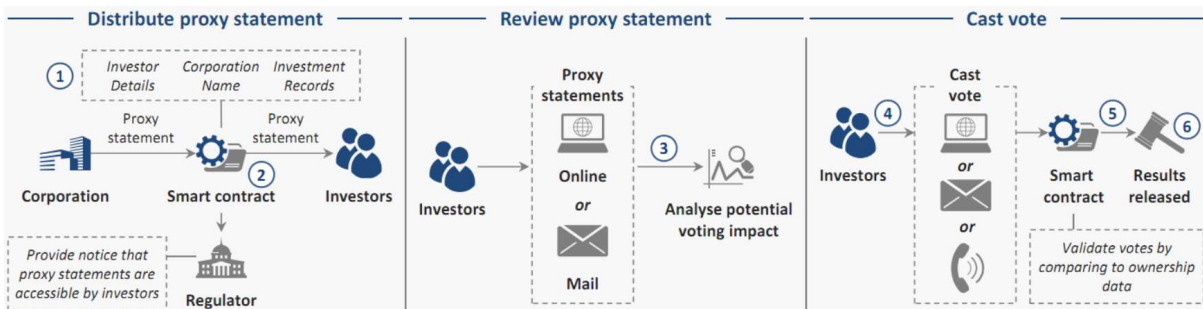 Distribute proxy statement
1
Investor Details
Corporation Name
Investment Records
Proxy statement
Proxy statement
2
Corporation
Smart contract
Investors
Provide notice that
proxy statements are
accessible by investors
Regulator
Review proxy statement
Proxy
statements
Investors
Online
or
Mail
3
Analyse potential
voting impact
Cast vote
Investors
4
Cast
vote
or
or
Smart
contract
5
6
Results
released
Validate votes by
comparing to ownership
data